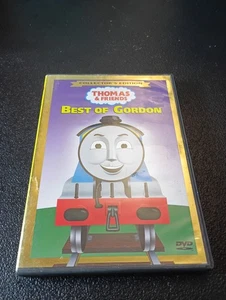 COLLECTOR'S EDITION
THOMAS
& FRIENDS
BEST OF GORDON
DVD